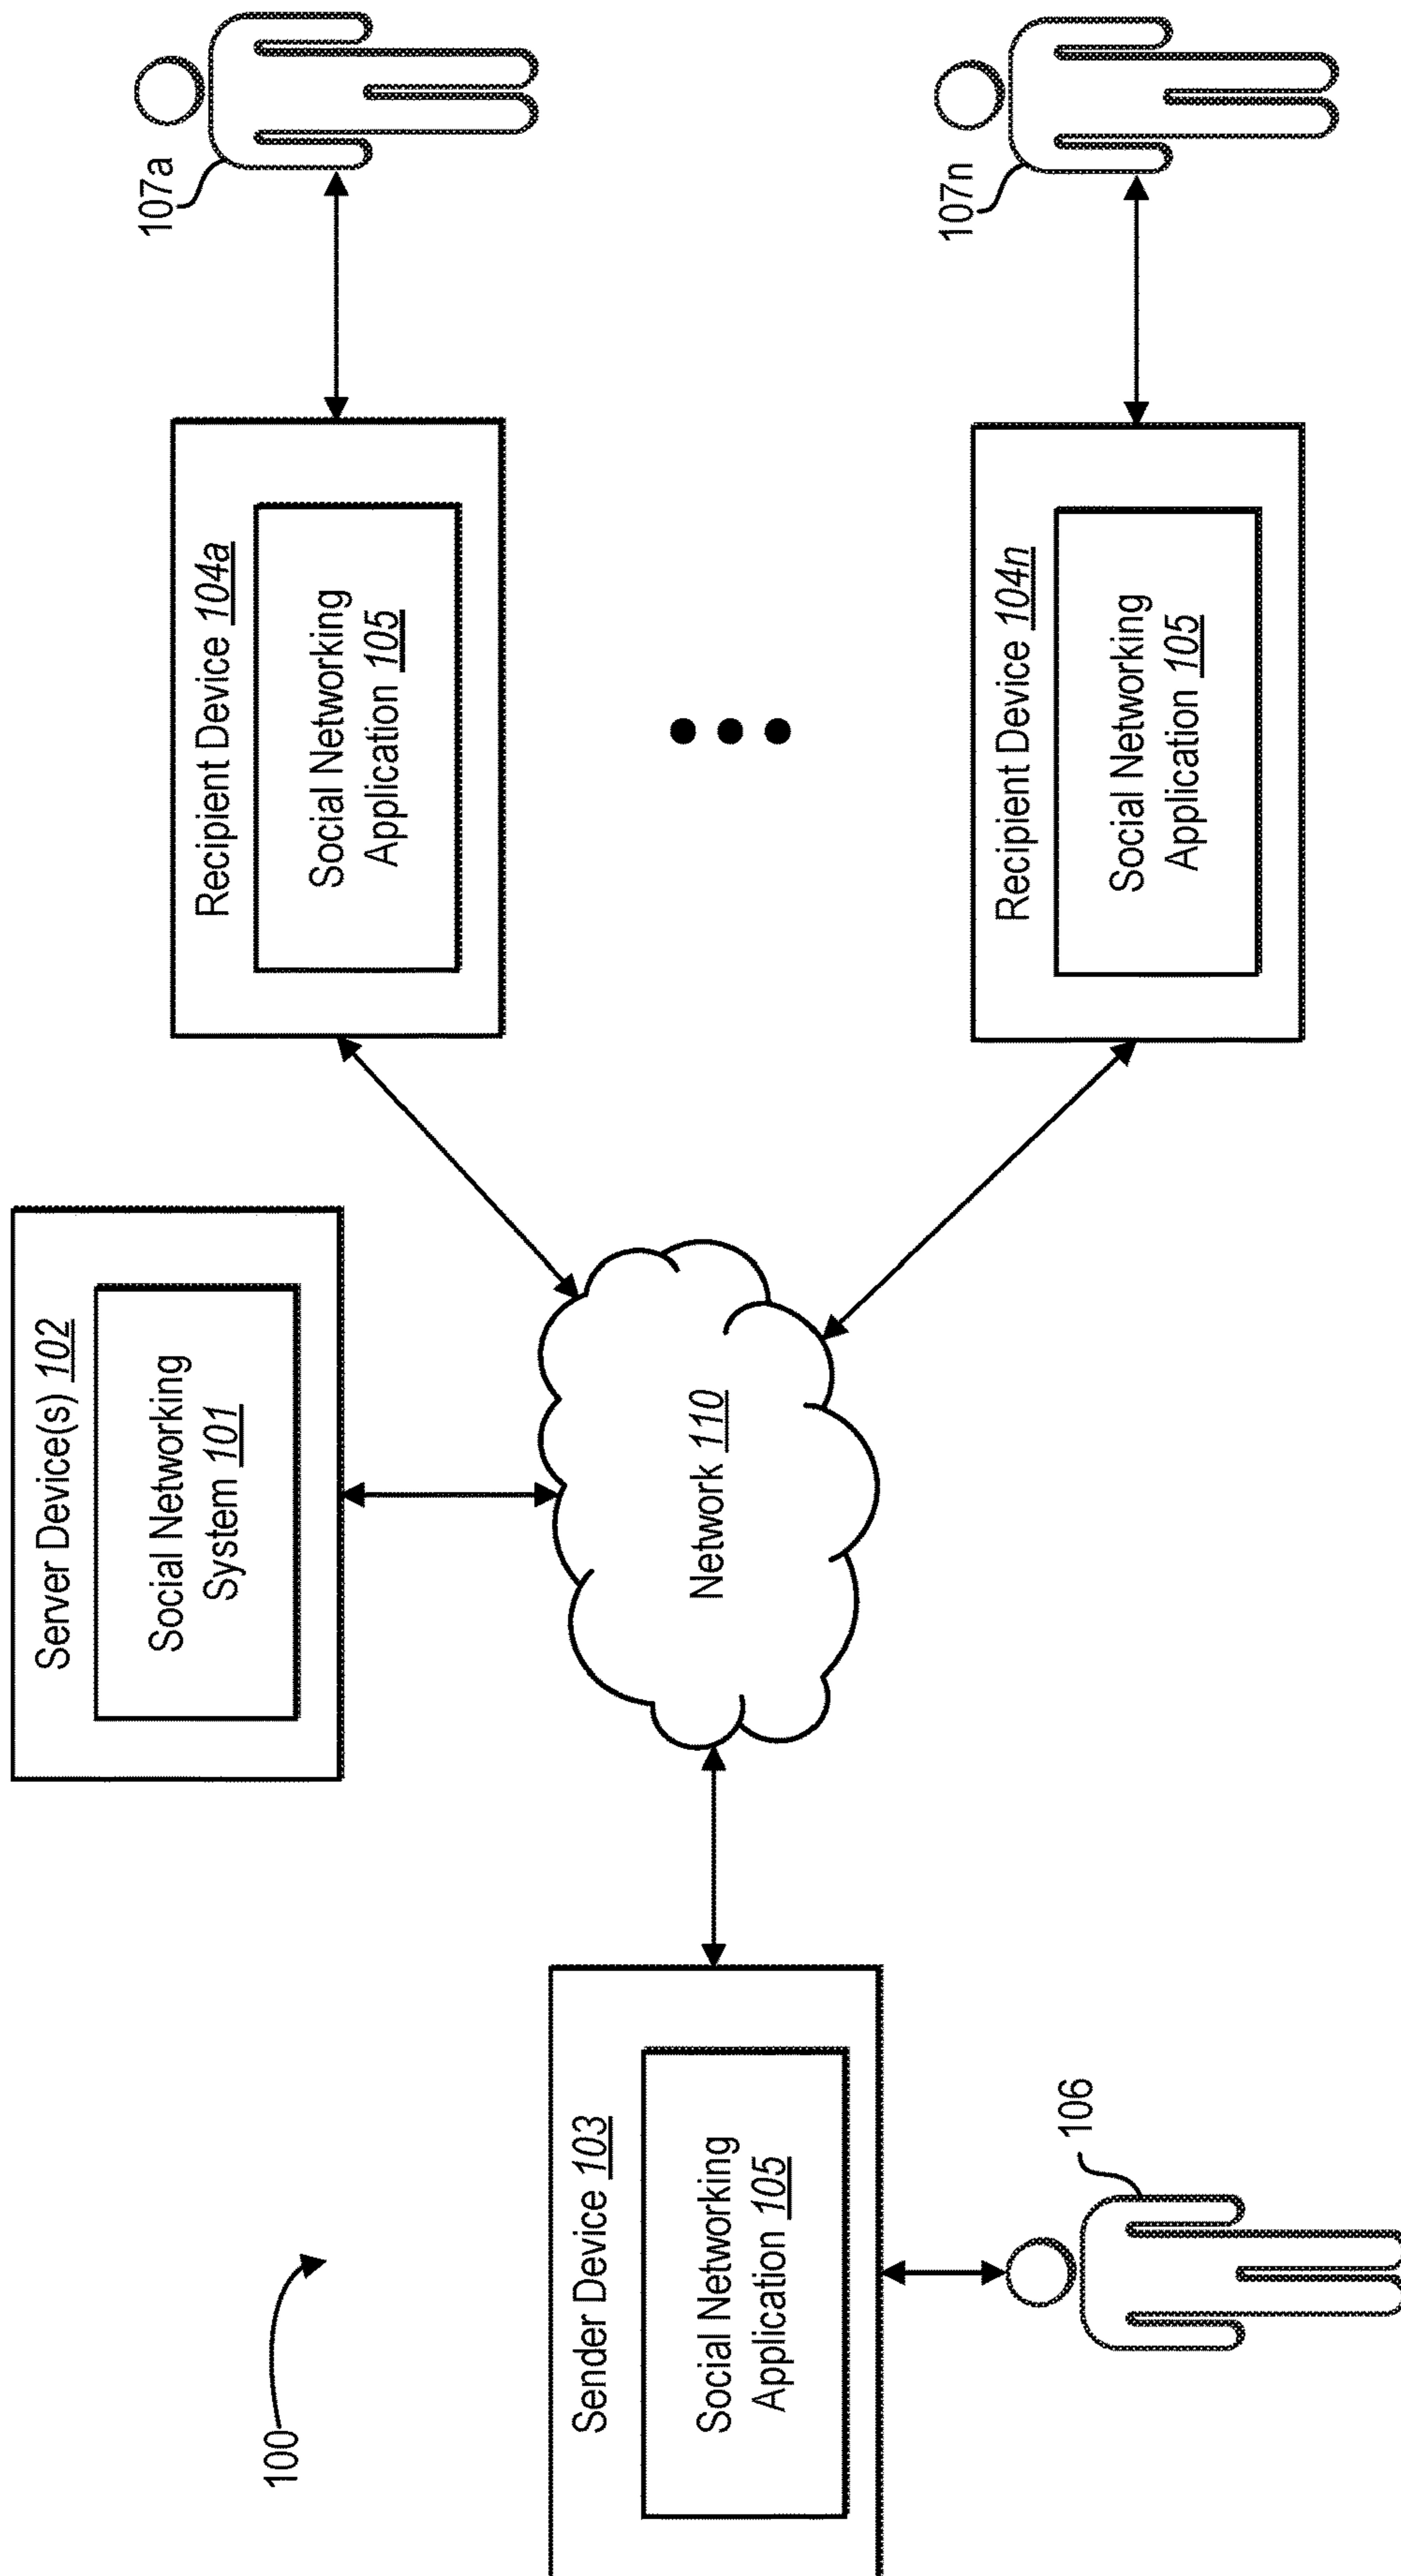 100
Server Device(s) 102
Social Networking
System 101
Sender Device 103
Social Networking
Application 105
106
Network 110
Recipient Device 104a
Social Networking
Application 105
107a
Recipient Device 104n
Social Networking
Application 105
107n